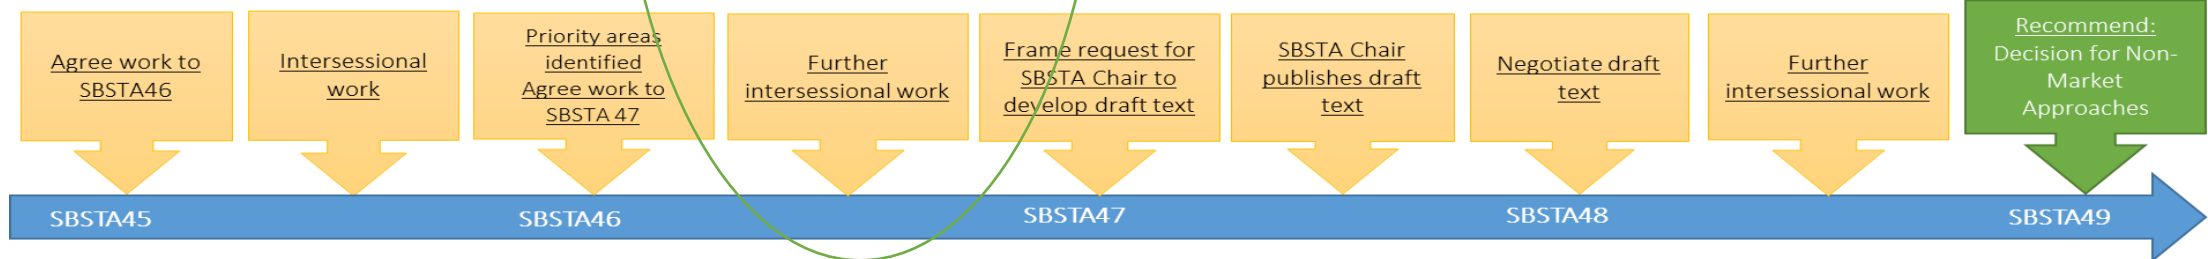 Agree work to
SBSTA46
Intersessional
work
Priority areas
identified
Agree work to
SBSTA 47
Further
intersessional work
Frame request for
SBSTA Chair to
develop draft text
SBSTA Chair
publishes draft
text
Negotiate draft
text
Further
intersessional work
Recommend:
Decision for Non-
Market
Approaches
SBSTA45
SBSTA46
SBSTA47
SBSTA48
SBSTA49